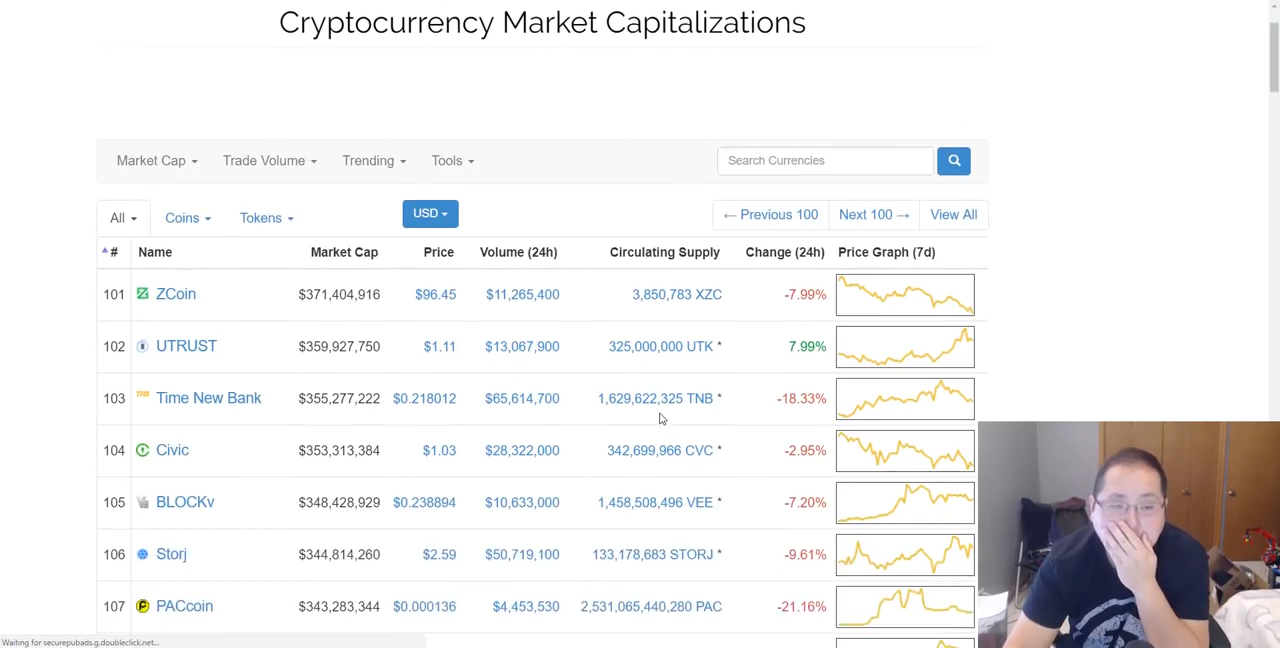 Cryptocurrency Market Capitalizations
Market Cap Trade Volume Trending Tools Search Currencies
All Coins Tokens USD ← Previous 100 Next 100 → View All
# Name Market Cap Price Volume (24h) Circulating Supply Change (24h) Price Graph (7d)
101 ZCoin $371,404,916 $96.45 $11,265,400 3,850,783 XZC -7.99%
102 UTRUST $359,927,750 $1.11 $13,067,900 325,000,000 UTK * 7.99%
103 Time New Bank $355,277,222 $0.218012 $65,614,700 1,629,622,325 TNB * -18.33%
104 Civic $353,313,384 $1.03 $28,322,000 342,699,966 CVC * -2.95%
105 BLOCKv $348,428,929 $0.238894 $10,633,000 1,458,508,496 VEE * -7.20%
106 Storj $344,814,260 $2.59 $50,719,100 133,178,683 STORJ * -9.61%
107 PACcoin $343,283,344 $0.000136 $4,453,530 2,531,065,440,280 PAC -21.16%
Waiting for securepubads.g.doubleclick.net...